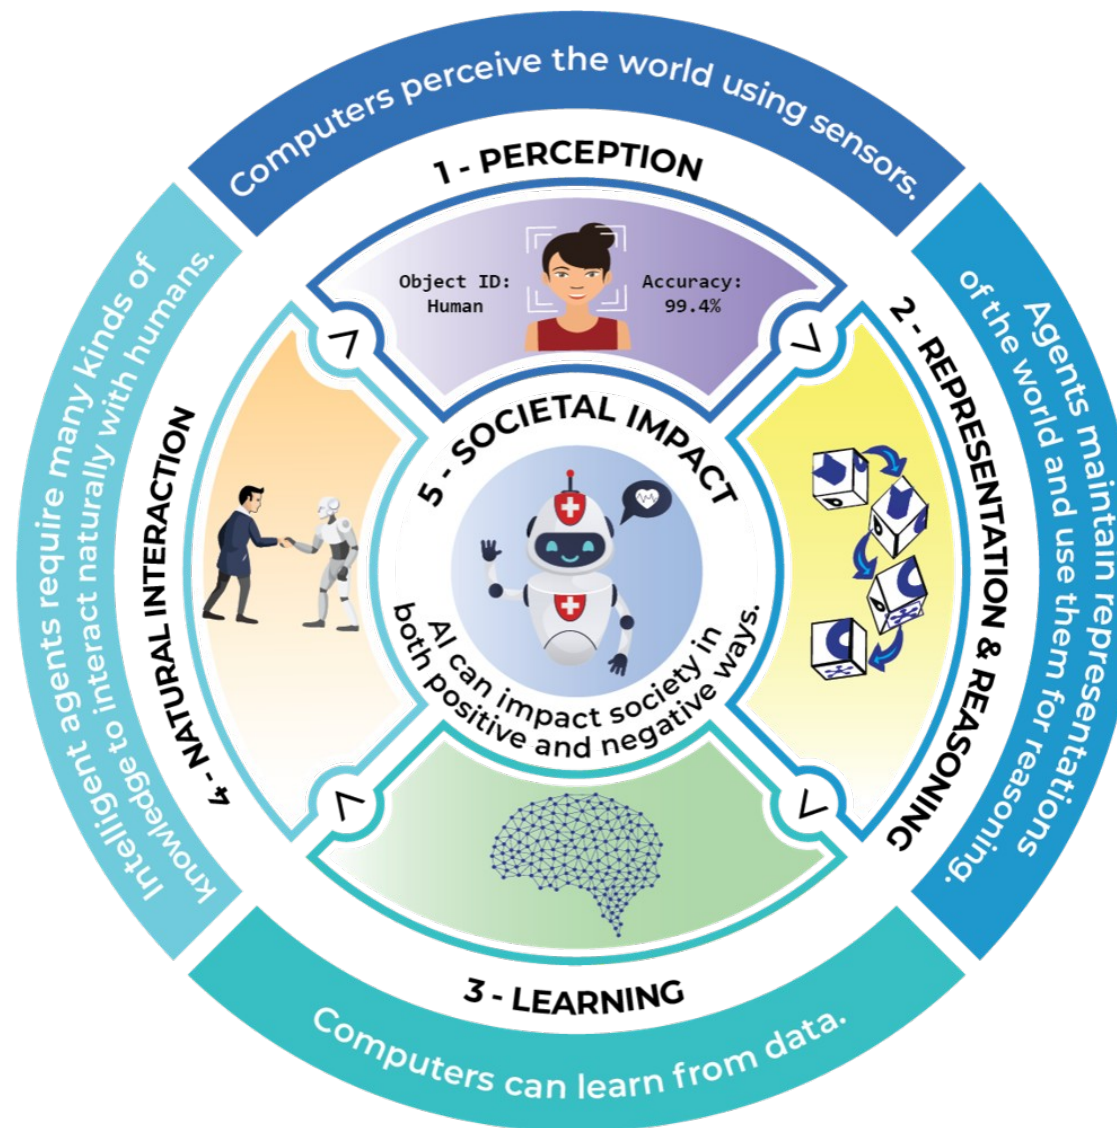 Computers perceive the world using sensors.
1 - PERCEPTION
Object ID:
Human
Accuracy:
99.4%
Agents maintain representations
of the world and use them for reasoning.
2 - REPRESENTATION & REASONING
3 - LEARNING
Computers can learn from data.
Intelligent agents require many kinds of
knowledge to interact naturally with humans.
4 - NATURAL INTERACTION
5 - SOCIETAL IMPACT
AI can impact society in
both positive and negative ways.